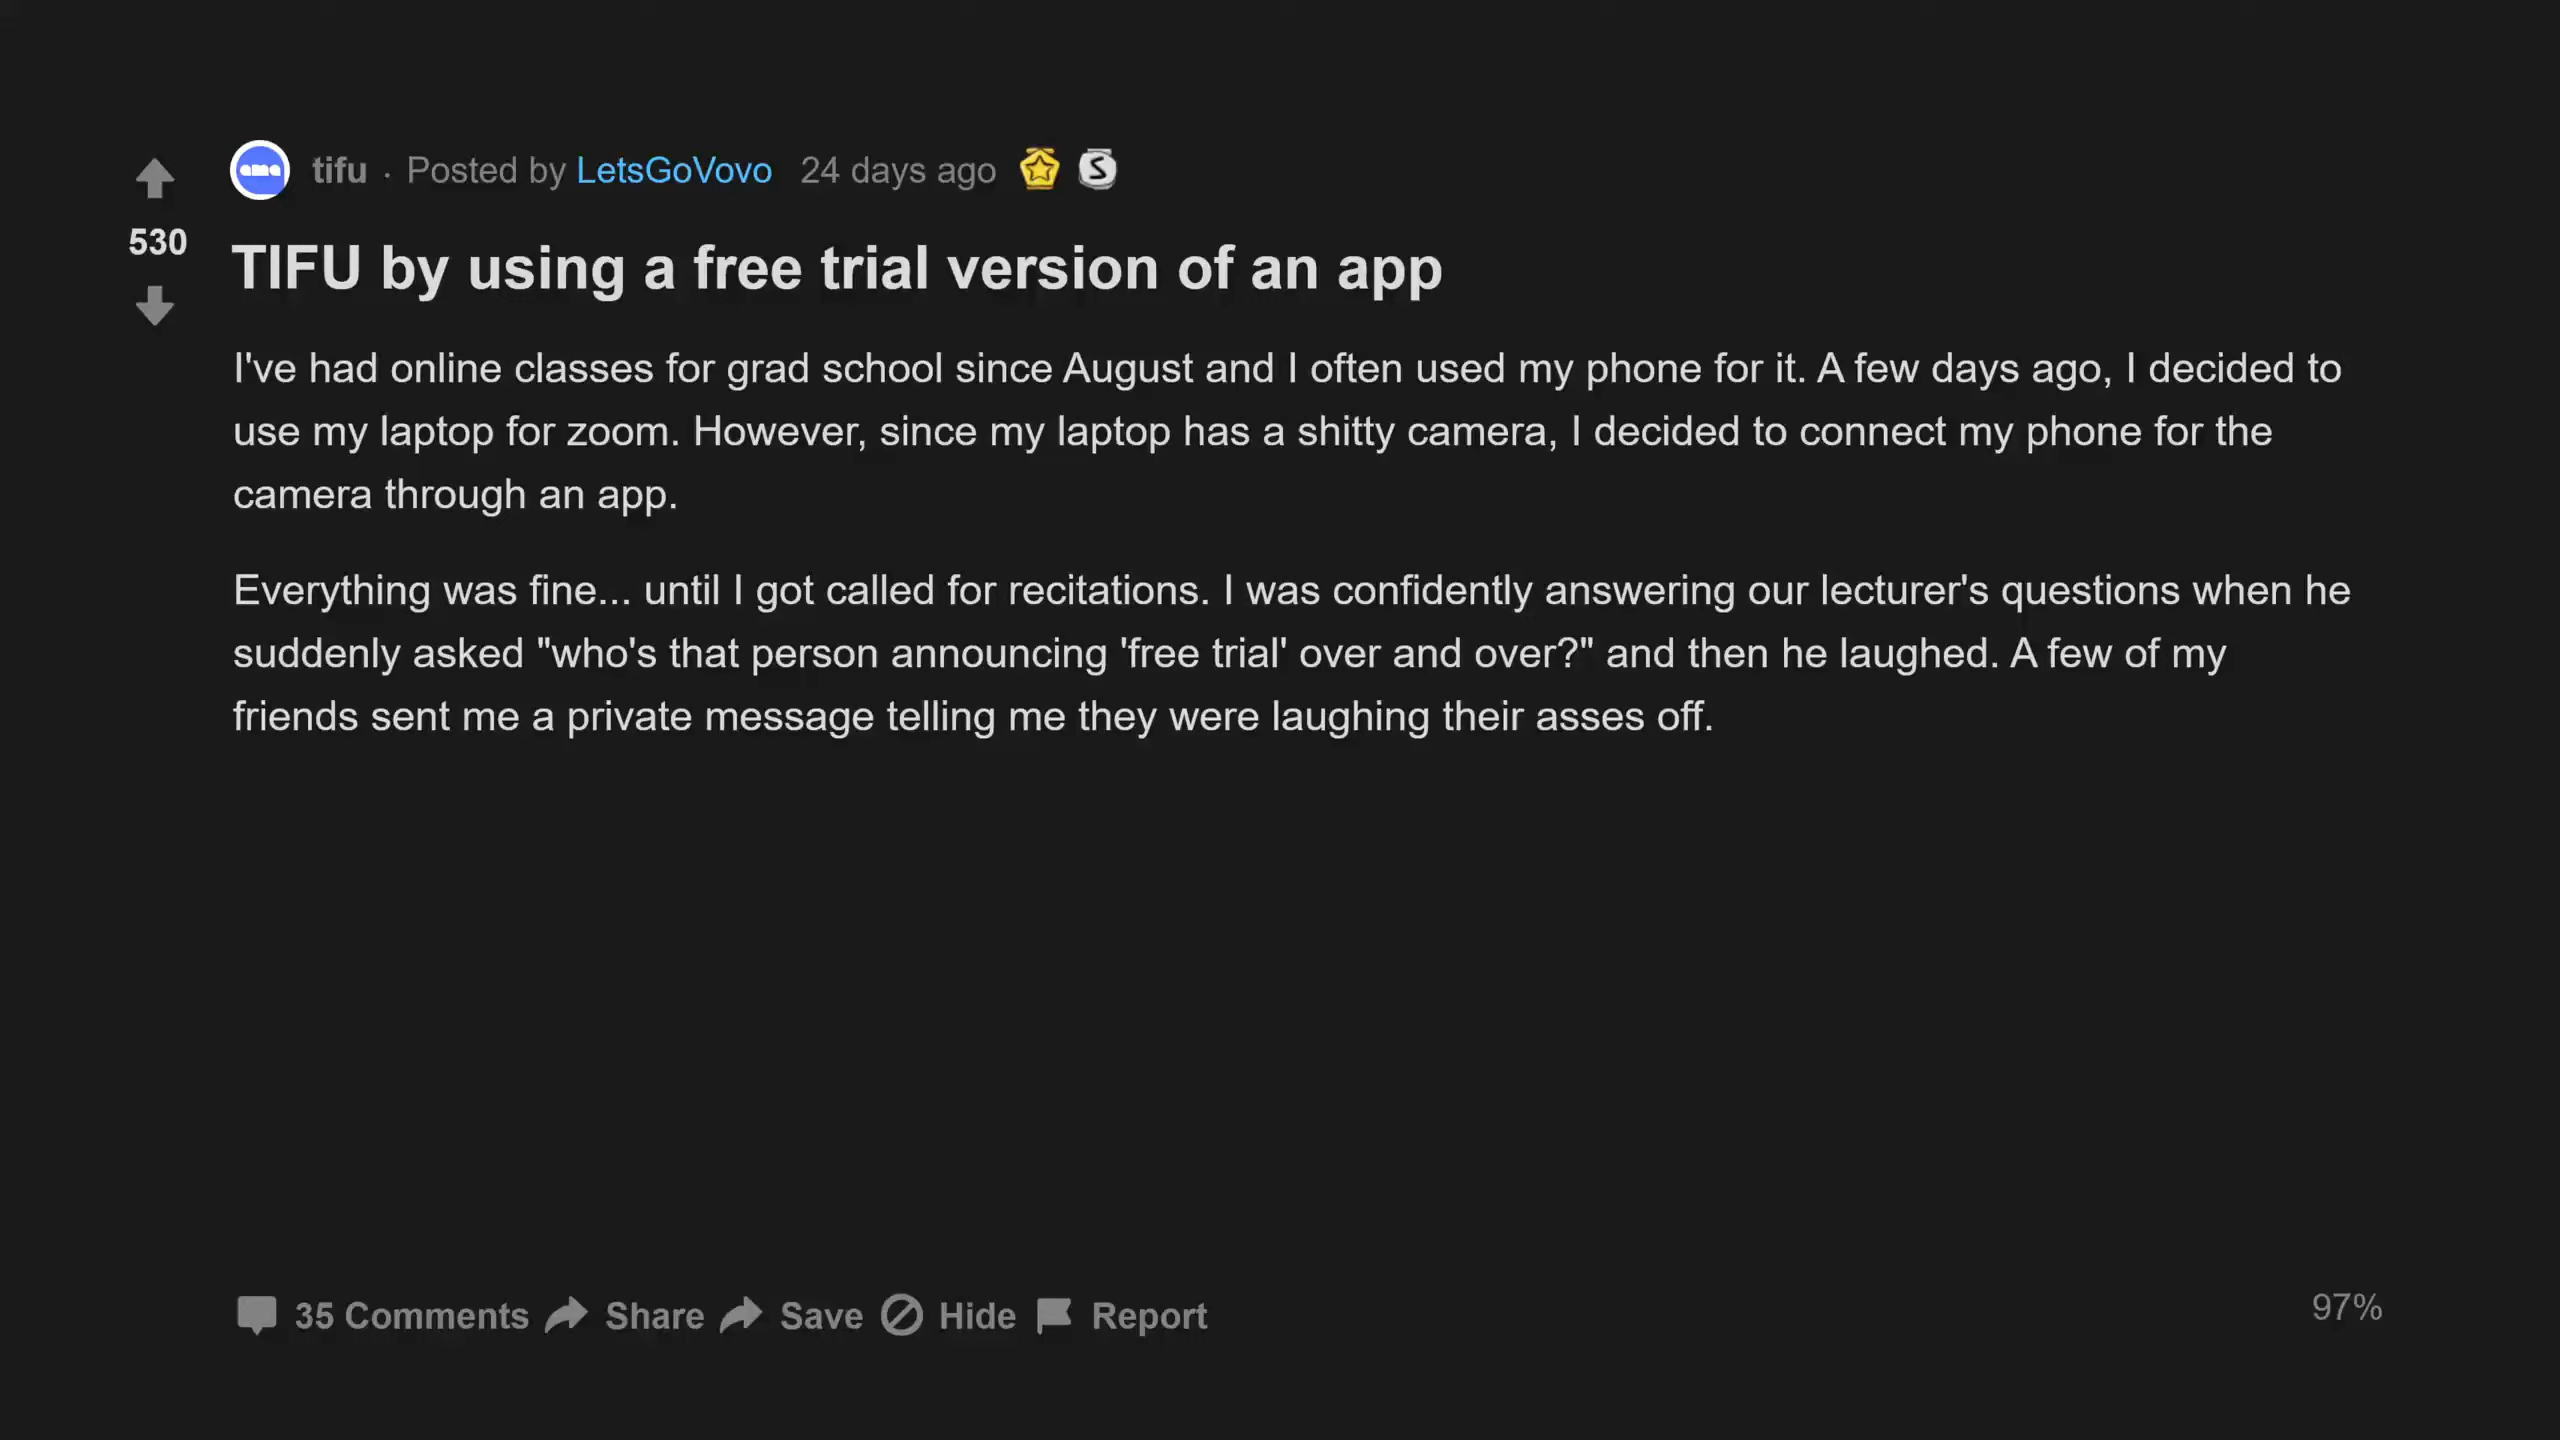 tifu · Posted by LetsGoVovo 24 days ago
530
TIFU by using a free trial version of an app
I've had online classes for grad school since August and I often used my phone for it. A few days ago, I decided to
use my laptop for zoom. However, since my laptop has a shitty camera, I decided to connect my phone for the
camera through an app.
Everything was fine... until I got called for recitations. I was confidently answering our lecturer's questions when he
suddenly asked "who's that person announcing 'free trial' over and over?" and then he laughed. A few of my
friends sent me a private message telling me they were laughing their asses off.
35 Comments Share Save Hide Report
97%